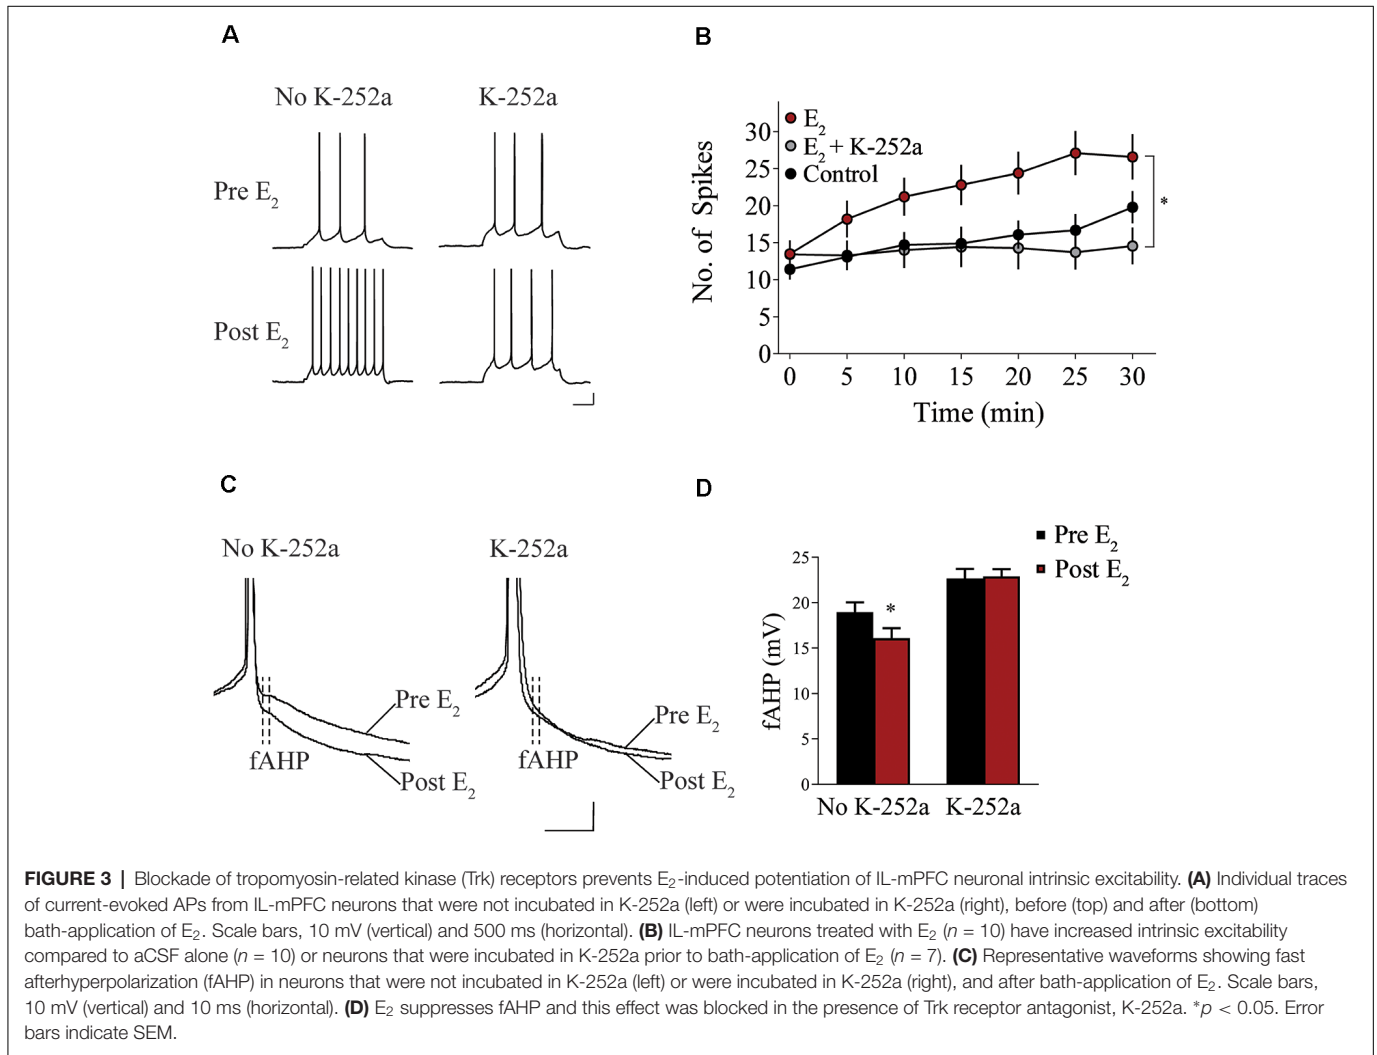 A
No K-252a
K-252a
Pre E2
Post E2
B
No. of Spikes
30
25
20
15
10
5
0
E2
E2 + K-252a
Control
*
0 5 10 15 20 25 30
Time (min)
C
No K-252a
K-252a
Pre E2
fAHP
Post E2
Pre E2
fAHP
Post E2
D
Pre E2
Post E2
fAHP (mV)
25
20
15
10
5
0
*
No K-252a K-252a
FIGURE 3 | Blockade of tropomyosin-related kinase (Trk) receptors prevents E2-induced potentiation of IL-mPFC neuronal intrinsic excitability. (A) Individual traces
of current-evoked APs from IL-mPFC neurons that were not incubated in K-252a (left) or were incubated in K-252a (right), before (top) and after (bottom)
bath-application of E2. Scale bars, 10 mV (vertical) and 500 ms (horizontal). (B) IL-mPFC neurons treated with E2 (n = 10) have increased intrinsic excitability
compared to aCSF alone (n = 10) or neurons that were incubated in K-252a prior to bath-application of E2 (n = 7). (C) Representative waveforms showing fast
afterhyperpolarization (fAHP) in neurons that were not incubated in K-252a (left) or were incubated in K-252a (right), and after bath-application of E2. Scale bars,
10 mV (vertical) and 10 ms (horizontal). (D) E2 suppresses fAHP and this effect was blocked in the presence of Trk receptor antagonist, K-252a. *p < 0.05. Error
bars indicate SEM.